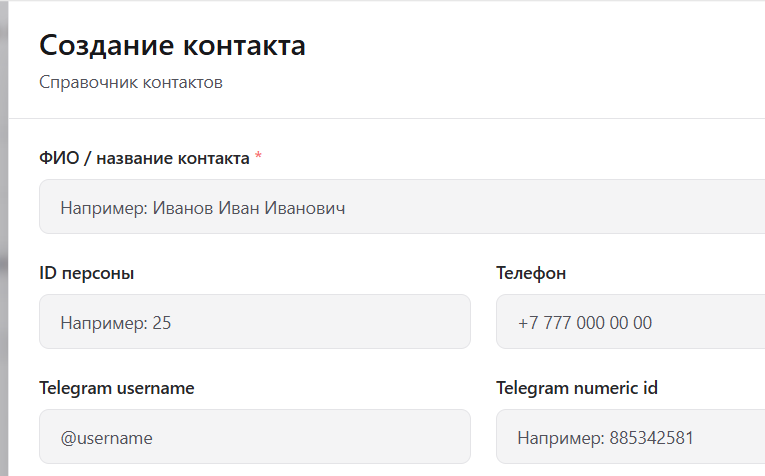 Создание контакта
Справочник контактов
ФИО / название контакта *
Например: Иванов Иван Иванович
ID персоны
Телефон
Например: 25
+7 777 000 00 00
Telegram username
Telegram numeric id
@username
Например: 885342581